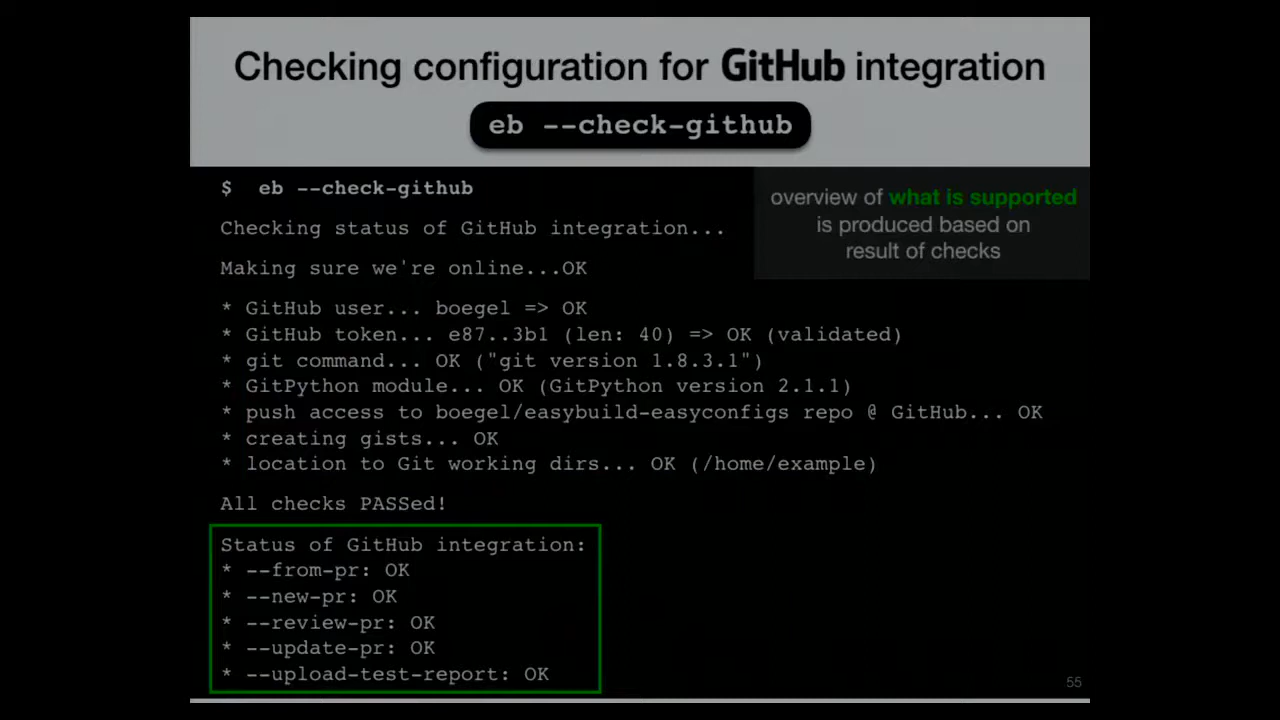 Checking configuration for GitHub integration
eb --check-github
$ eb --check-github
overview of what is supported
is produced based on
result of checks
Checking status of GitHub integration...
Making sure we're online...OK
* GitHub user... boegel => OK
* GitHub token... e87..3b1 (len: 40) => OK (validated)
* git command... OK ("git version 1.8.3.1")
* GitPython module... OK (GitPython version 2.1.1)
* push access to boegel/easybuild-easyconfigs repo @ GitHub... OK
* creating gists... OK
* location to Git working dirs... OK (/home/example)
All checks PASSed!
Status of GitHub integration:
* --from-pr: OK
* --new-pr: OK
* --review-pr: OK
* --update-pr: OK
* --upload-test-report: OK
55